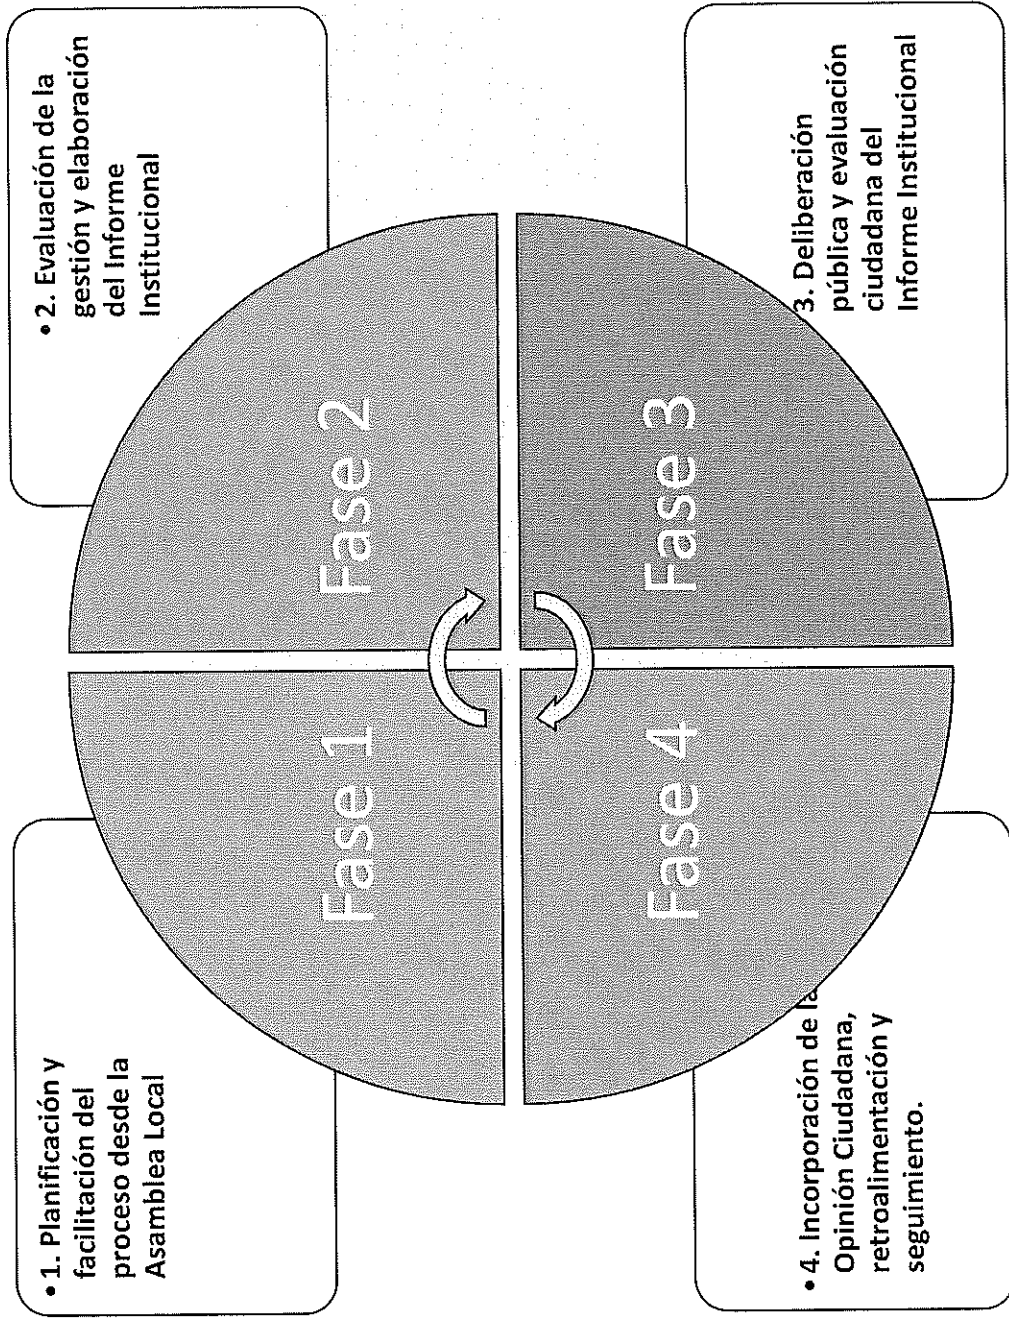 •1. Planificación y
facilitación del
proceso desde la
Asamblea Local
•2. Evaluación de la
gestión y elaboración
del Informe
Institucional
Fase 1
Fase 2
Fase 4
Fase 3
•4. Incorporación de la
Opinión Ciudadana,
retroalimentación y
seguimiento.
3. Deliberación
pública y evaluación
ciudadana del
Informe Institucional